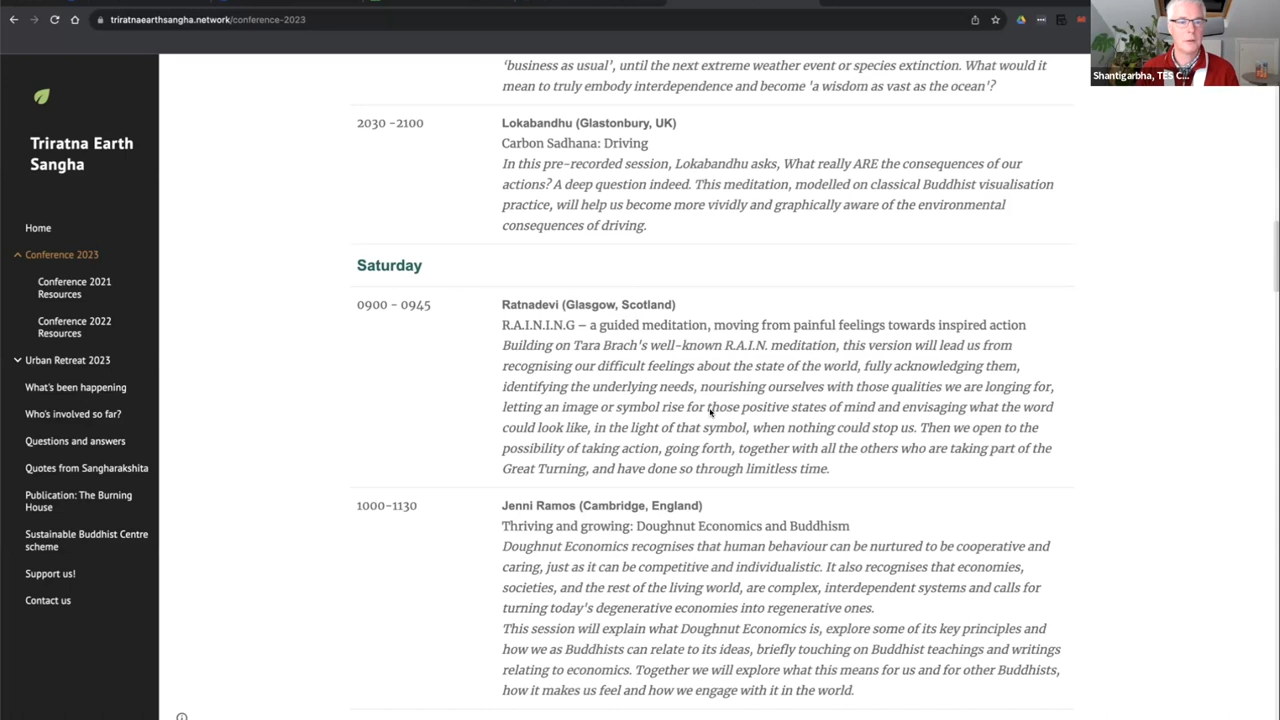 triratnaearthsangha.network/conference-2023
Shantigarbha, TES C...
Triratna Earth
Sangha
Home
Conference 2023
Conference 2021
Resources
Conference 2022
Resources
Urban Retreat 2023
What's been happening
Who's involved so far?
Questions and answers
Quotes from Sangharakshita
Publication: The Burning
House
Sustainable Buddhist Centre
scheme
Support us!
Contact us
'business as usual', until the next extreme weather event or species extinction. What would it
mean to truly embody interdependence and become 'a wisdom as vast as the ocean'?
2030 -2100
Lokabandhu (Glastonbury, UK)
Carbon Sadhana: Driving
In this pre-recorded session, Lokabandhu asks, What really ARE the consequences of our
actions? A deep question indeed. This meditation, modelled on classical Buddhist visualisation
practice, will help us become more vividly and graphically aware of the environmental
consequences of driving.
Saturday
0900 - 0945
Ratnadevi (Glasgow, Scotland)
R.A.I.N.I.N.G – a guided meditation, moving from painful feelings towards inspired action
Building on Tara Brach's well-known R.A.I.N. meditation, this version will lead us from
recognising our difficult feelings about the state of the world, fully acknowledging them,
identifying the underlying needs, nourishing ourselves with those qualities we are longing for,
letting an image or symbol rise for those positive states of mind and envisaging what the word
could look like, in the light of that symbol, when nothing could stop us. Then we open to the
possibility of taking action, going forth, together with all the others who are taking part of the
Great Turning, and have done so through limitless time.
1000-1130
Jenni Ramos (Cambridge, England)
Thriving and growing: Doughnut Economics and Buddhism
Doughnut Economics recognises that human behaviour can be nurtured to be cooperative and
caring, just as it can be competitive and individualistic. It also recognises that economies,
societies, and the rest of the living world, are complex, interdependent systems and calls for
turning today's degenerative economies into regenerative ones.
This session will explain what Doughnut Economics is, explore some of its key principles and
how we as Buddhists can relate to its ideas, briefly touching on Buddhist teachings and writings
relating to economics. Together we will explore what this means for us and for other Buddhists,
how it makes us feel and how we engage with it in the world.